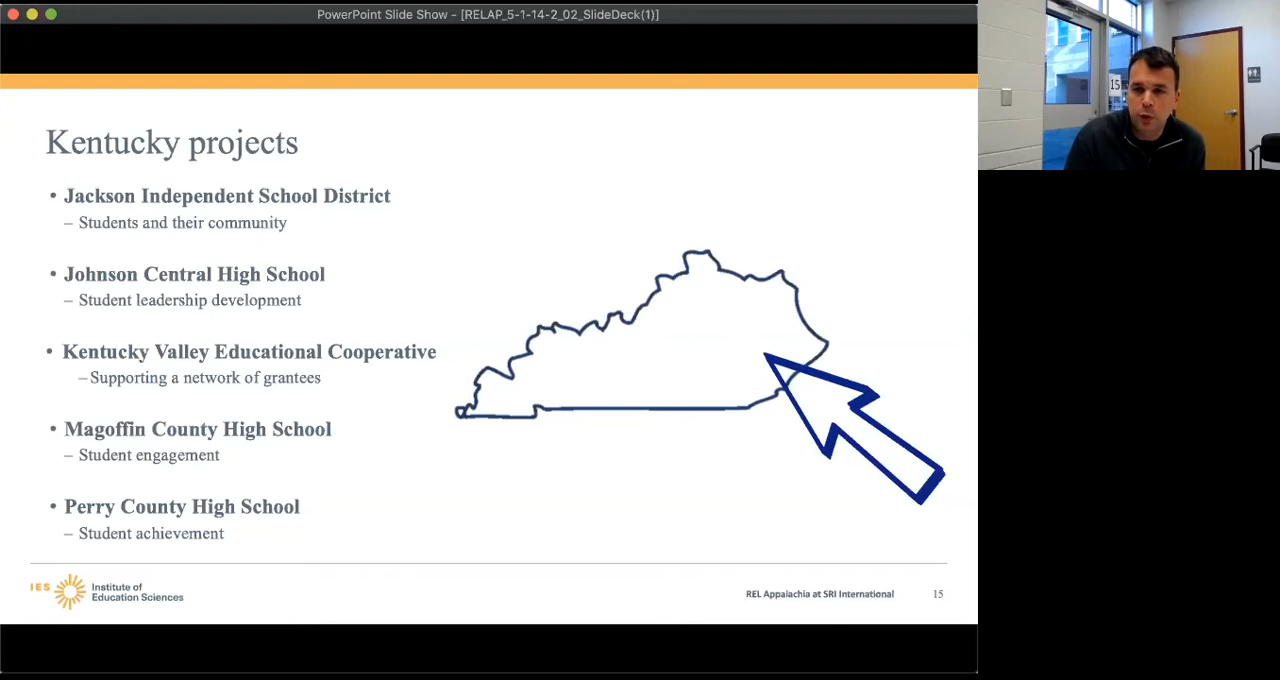 PowerPoint Slide Show - [RELAP_5-1-14-2_02_SlideDeck(1)]
Kentucky projects
• Jackson Independent School District
– Students and their community
• Johnson Central High School
– Student leadership development
• Kentucky Valley Educational Cooperative
–Supporting a network of grantees
• Magoffin County High School
– Student engagement
• Perry County High School
– Student achievement
IES
Institute of
Education Sciences
REL Appalachia at SRI International
15
15